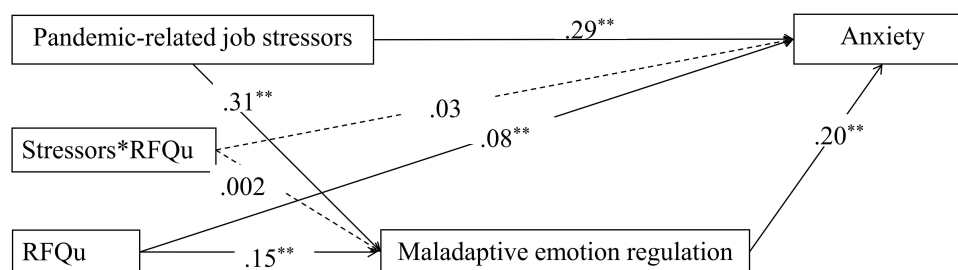 Pandemic-related job stressors
.29**
Anxiety
.31**
.03
Stressors*RFQu
.08**
.20**
.002
RFQu
.15**
Maladaptive emotion regulation